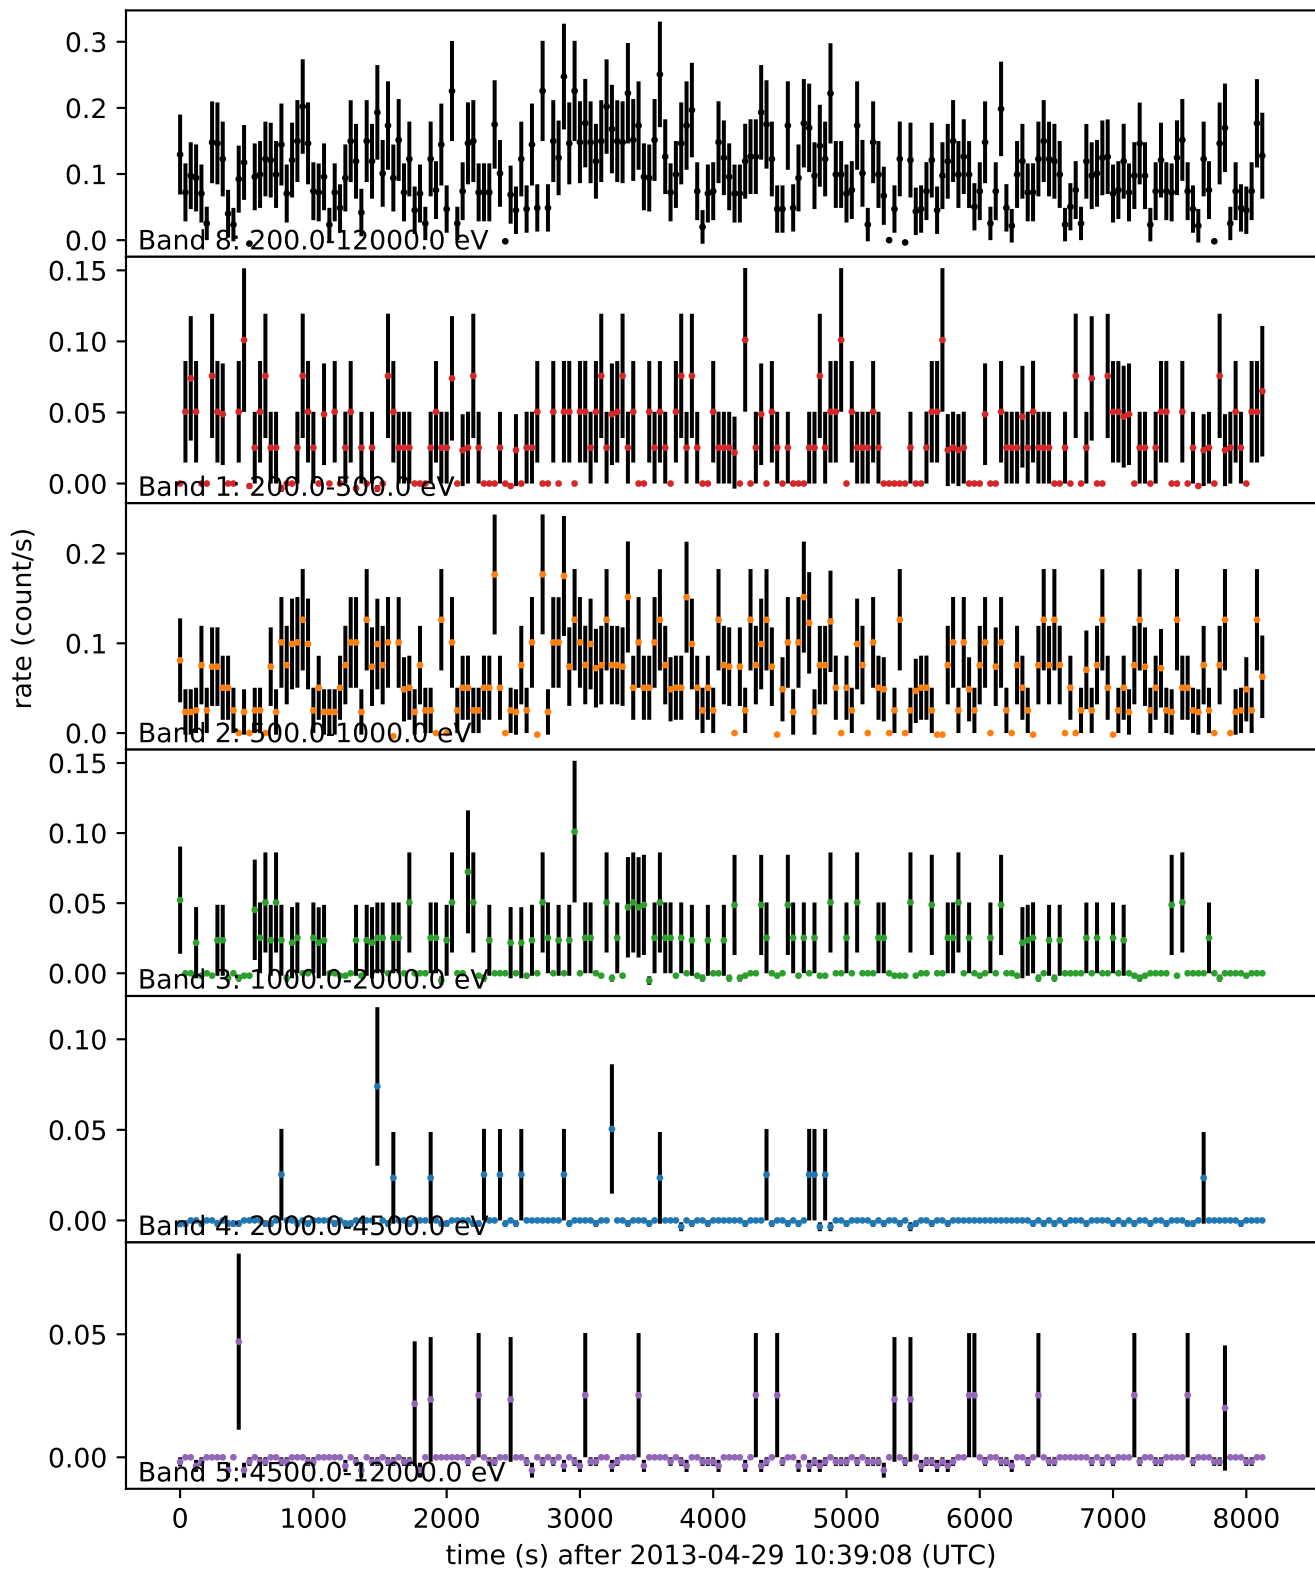 0.3
0.2
0.1
0.0
Band 8: 200.0-12000.0 eV
0.15
0.10
0.05
0.00
Band 1: 200.0-500.0 eV
rate (count/s)
0.2
0.1
0.0
Band 2: 500.0-1000.0 eV
0.15
0.10
0.05
0.00
Band 3: 1000.0-2000.0 eV
0.10
0.05
0.00
Band 4: 2000.0-4500.0 eV
0.05
0.00
Band 5: 4500.0-12000.0 eV
0 1000 2000 3000 4000 5000 6000 7000 8000
time (s) after 2013-04-29 10:39:08 (UTC)